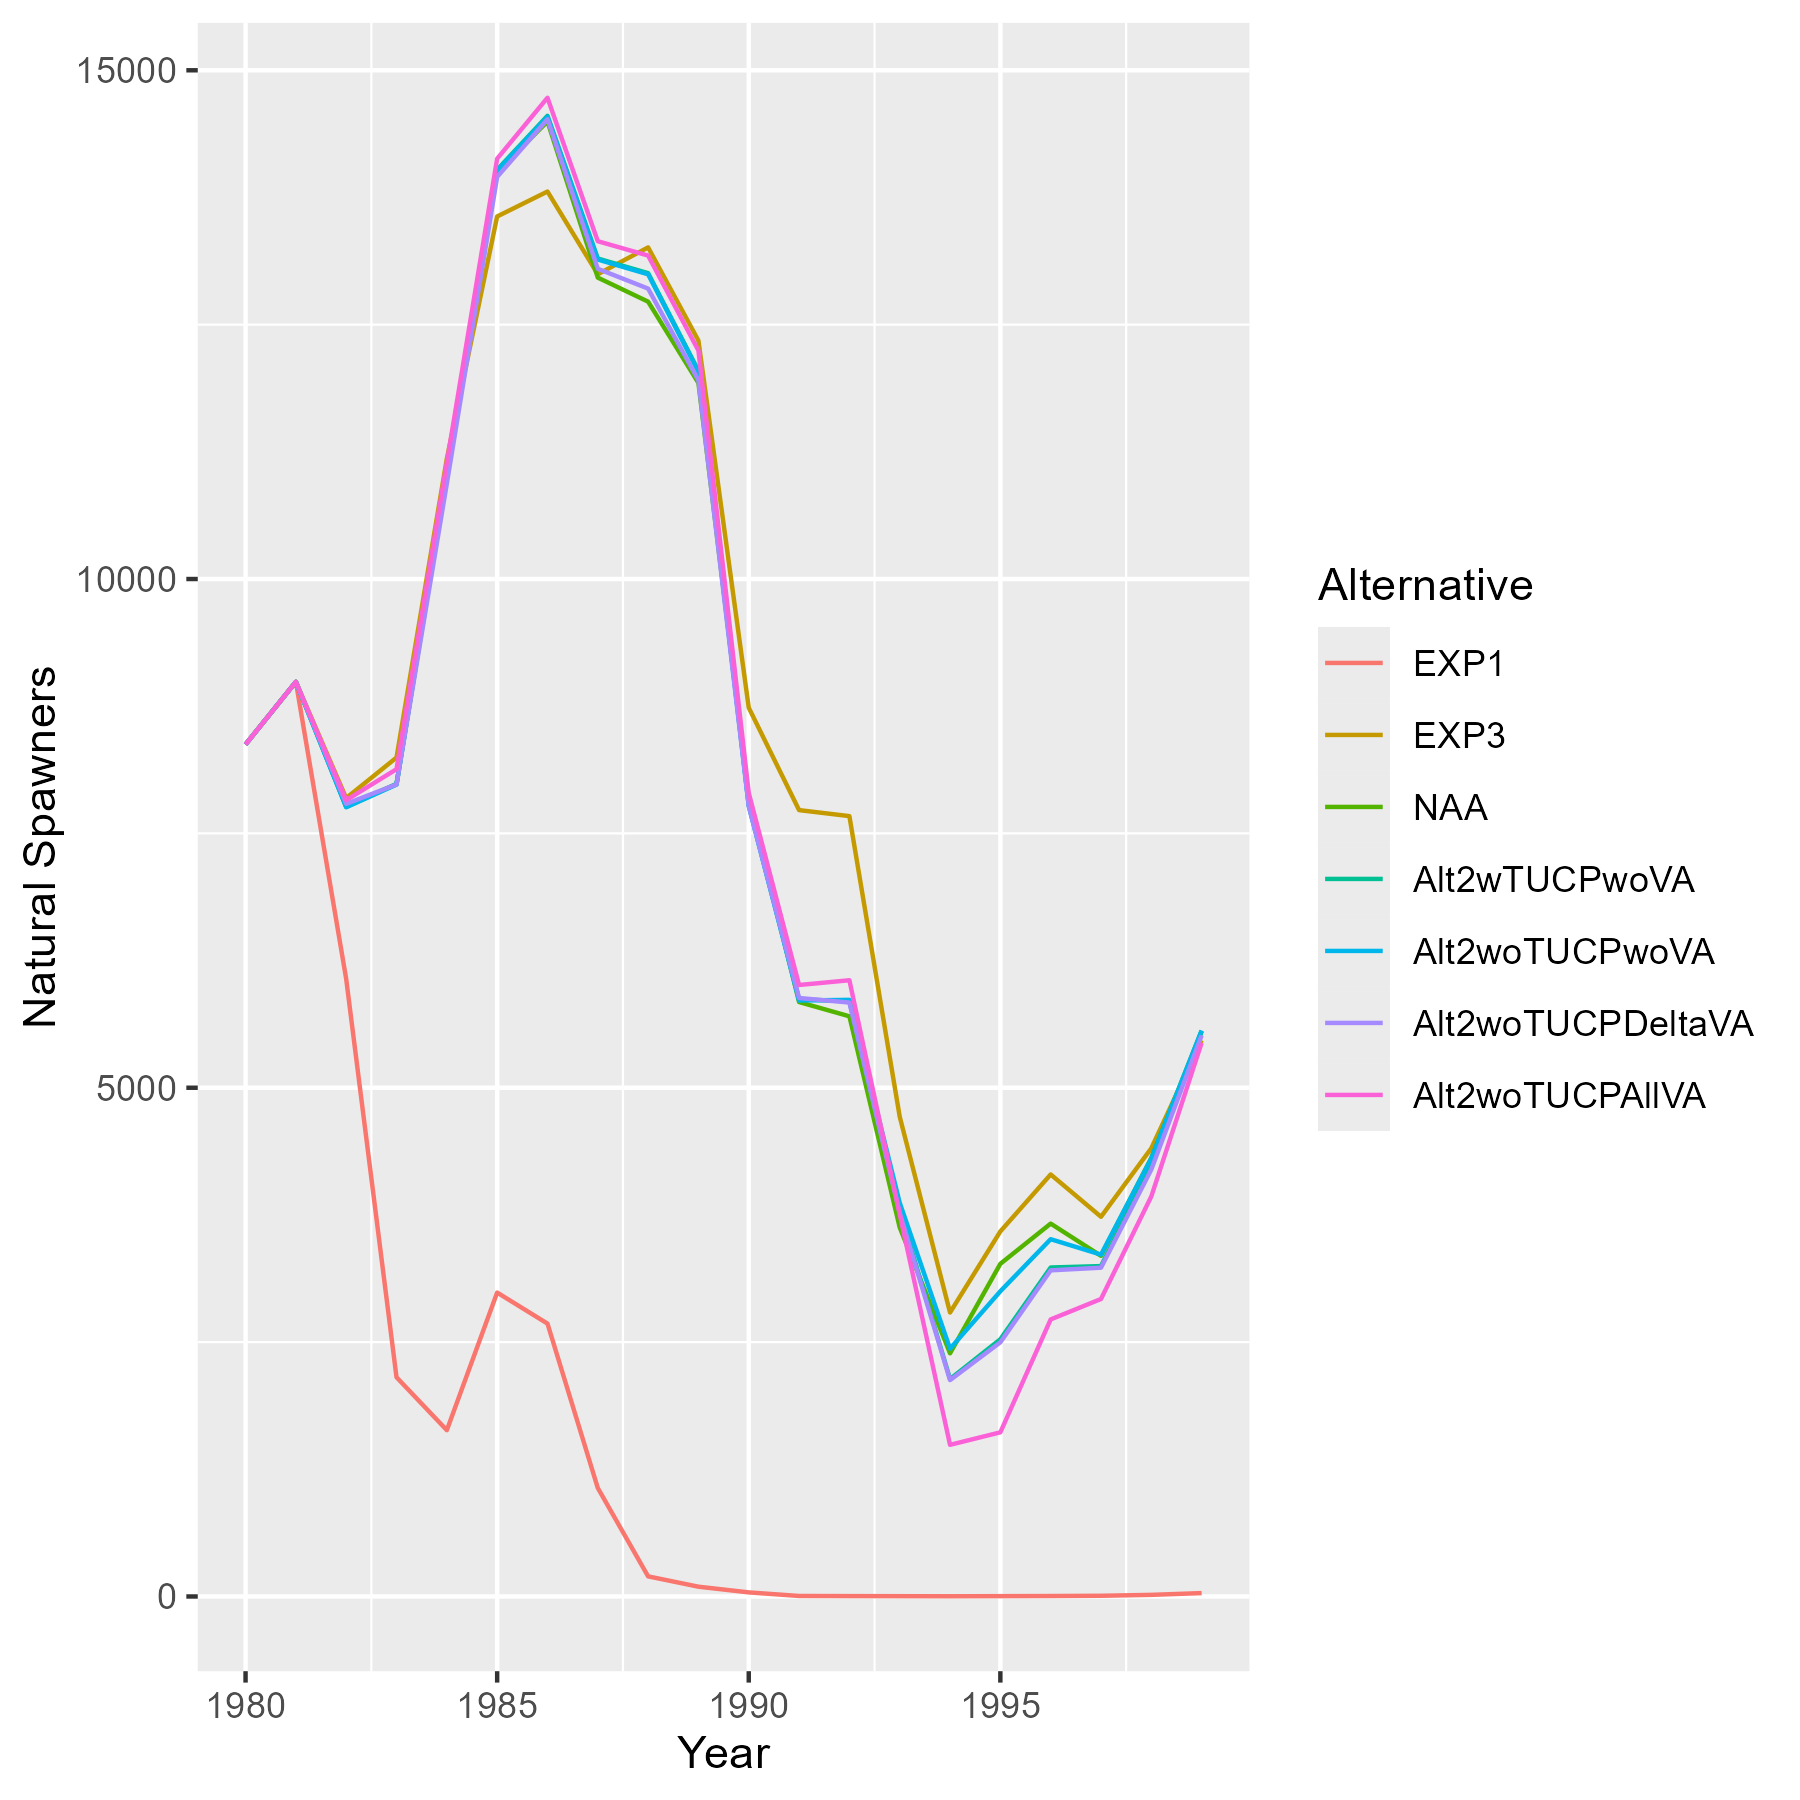 15000
10000
5000
0
Natural Spawners
1980
1985
1990
1995
Year
Alternative
EXP1
EXP3
NAA
Alt2wTUCPwoVA
Alt2woTUCPwoVA
Alt2woTUCPDeltaVA
Alt2woTUCPAllVA